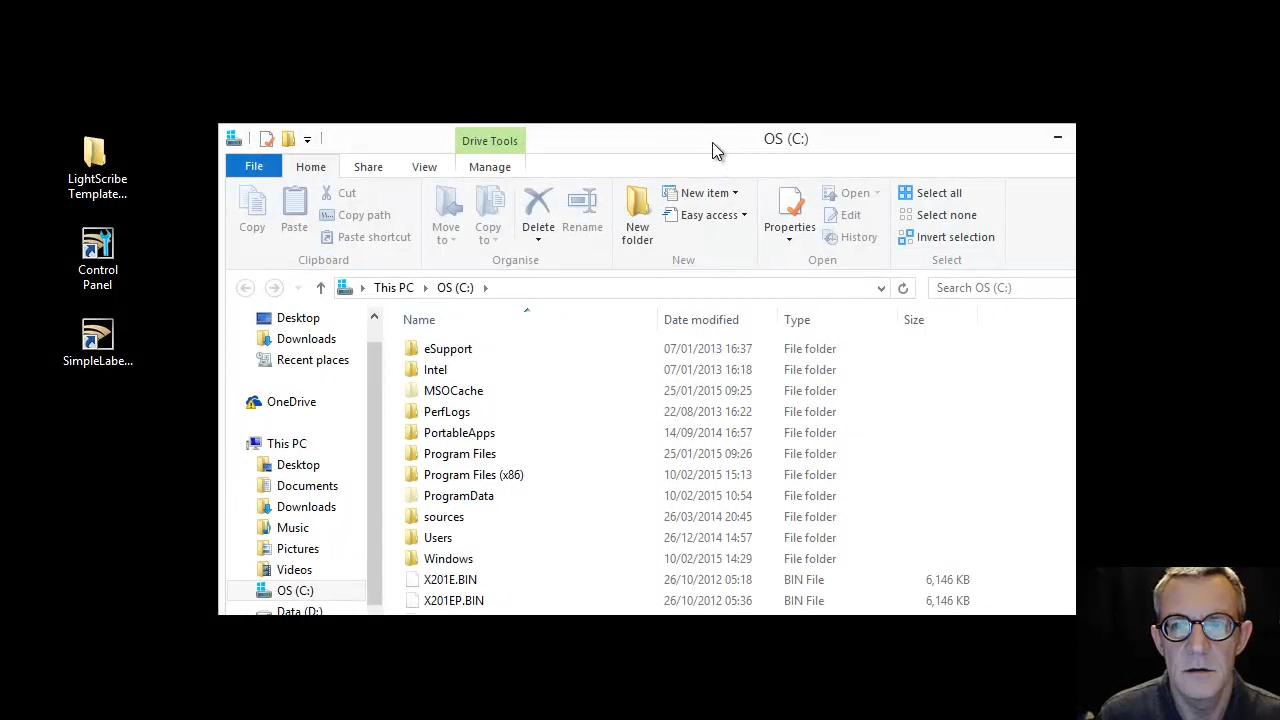 LightScribe
Template...
Control
Panel
SimpleLabe...
Drive Tools
OS (C:)
File
Home
Share
View
Manage
Copy
Paste
Cut
Copy path
Paste shortcut
Clipboard
Move
to
Copy
to
Delete
Rename
Organise
New
folder
New item
Easy access
New
Properties
Open
Edit
History
Open
Select all
Select none
Invert selection
Select
This PC
OS (C:)
Search OS (C:)
Desktop
Downloads
Recent places
OneDrive
This PC
Desktop
Documents
Downloads
Music
Pictures
Videos
OS (C:)
Data (D:)
Name Date modified Type Size
eSupport 07/01/2013 16:37 File folder
Intel 07/01/2013 16:18 File folder
MSOCache 25/01/2015 09:25 File folder
PerfLogs 22/08/2013 16:22 File folder
PortableApps 14/09/2014 16:57 File folder
Program Files 25/01/2015 09:26 File folder
Program Files (x86) 10/02/2015 15:13 File folder
ProgramData 10/02/2015 10:54 File folder
sources 26/03/2014 20:45 File folder
Users 26/12/2014 14:57 File folder
Windows 10/02/2015 14:29 File folder
X201E.BIN 26/10/2012 05:18 BIN File 6,146 KB
X201EP.BIN 26/10/2012 05:36 BIN File 6,146 KB